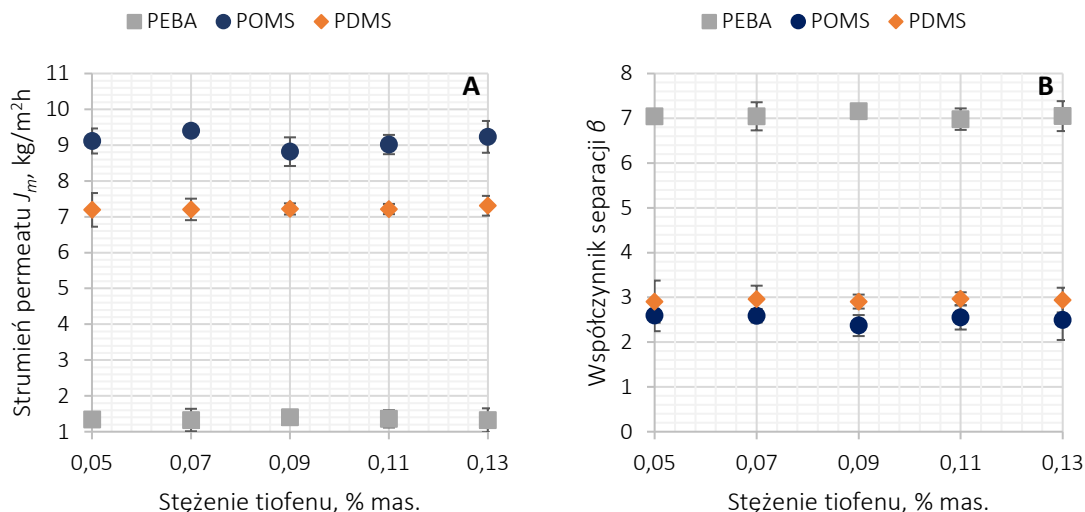 PEBA POMS PDMS
A
Strumień permeatu Jm, kg/m²h
11
10
9
8
7
6
5
4
3
2
1
0,05 0,07 0,09 0,11 0,13
Stężenie tiofenu, % mas.
PEBA POMS PDMS
B
Współczynnik separacji β
8
7
6
5
4
3
2
1
0
0,05 0,07 0,09 0,11 0,13
Stężenie tiofenu, % mas.